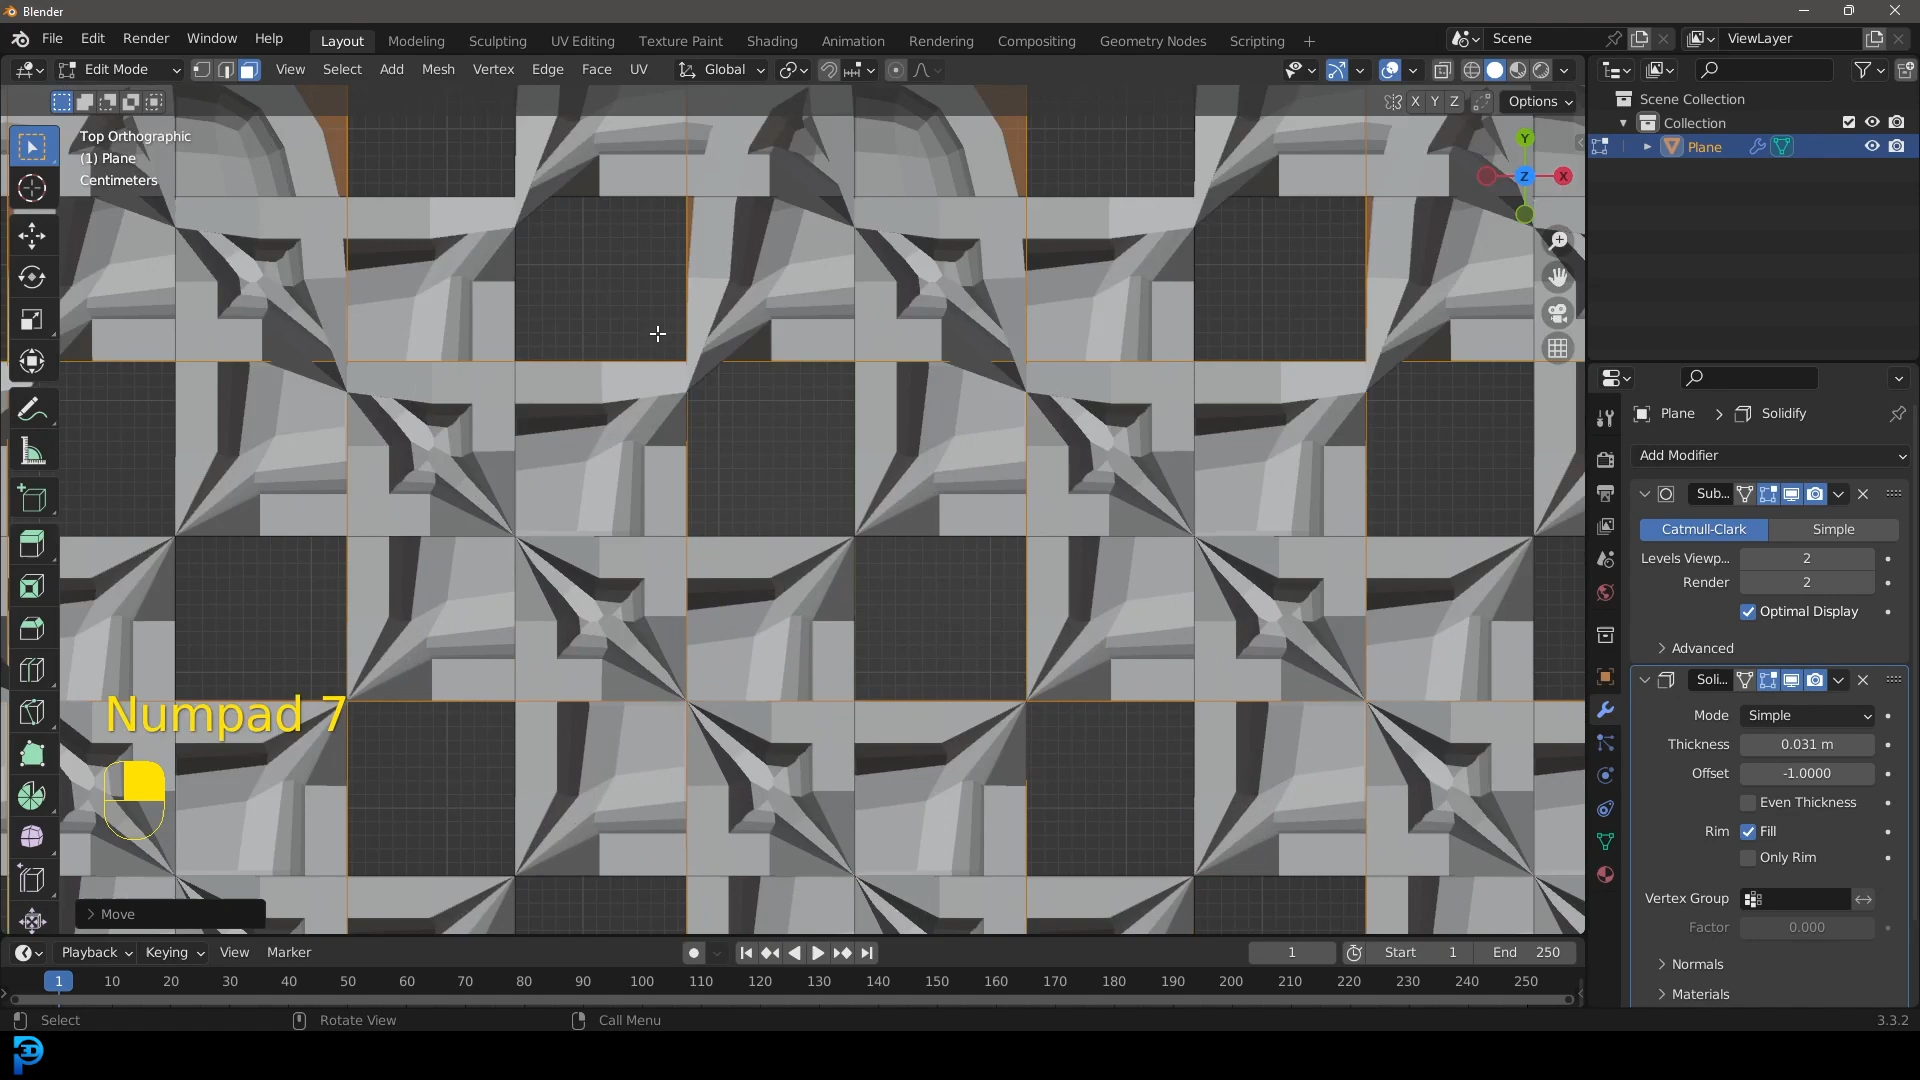 Blender
File Edit Render Window Help Layout Modeling Sculpting UV Editing Texture Paint Shading Animation Rendering Compositing Geometry Nodes Scripting + Scene ViewLayer
Edit Mode View Select Add Mesh Vertex Edge Face UV Global
X Y Z Options
Top Orthographic
(1) Plane
Centimeters
Y
Z
X
Scene Collection
Collection
Plane
Plane > Solidify
Add Modifier
Sub...
Catmull-Clark Simple
Levels Viewp... 2
Render 2
Optimal Display
Advanced
Soli...
Mode Simple
Thickness 0.031 m
Offset -1.0000
Even Thickness
Rim Fill
Only Rim
Vertex Group
Factor 0.000
Normals
Materials
Numpad 7
Move
Playback Keying View Marker 1 Start 1 End 250
1 10 20 30 40 50 60 70 80 90 100 110 120 130 140 150 160 170 180 190 200 210 220 230 240 250
Select Rotate View Call Menu 3.3.2